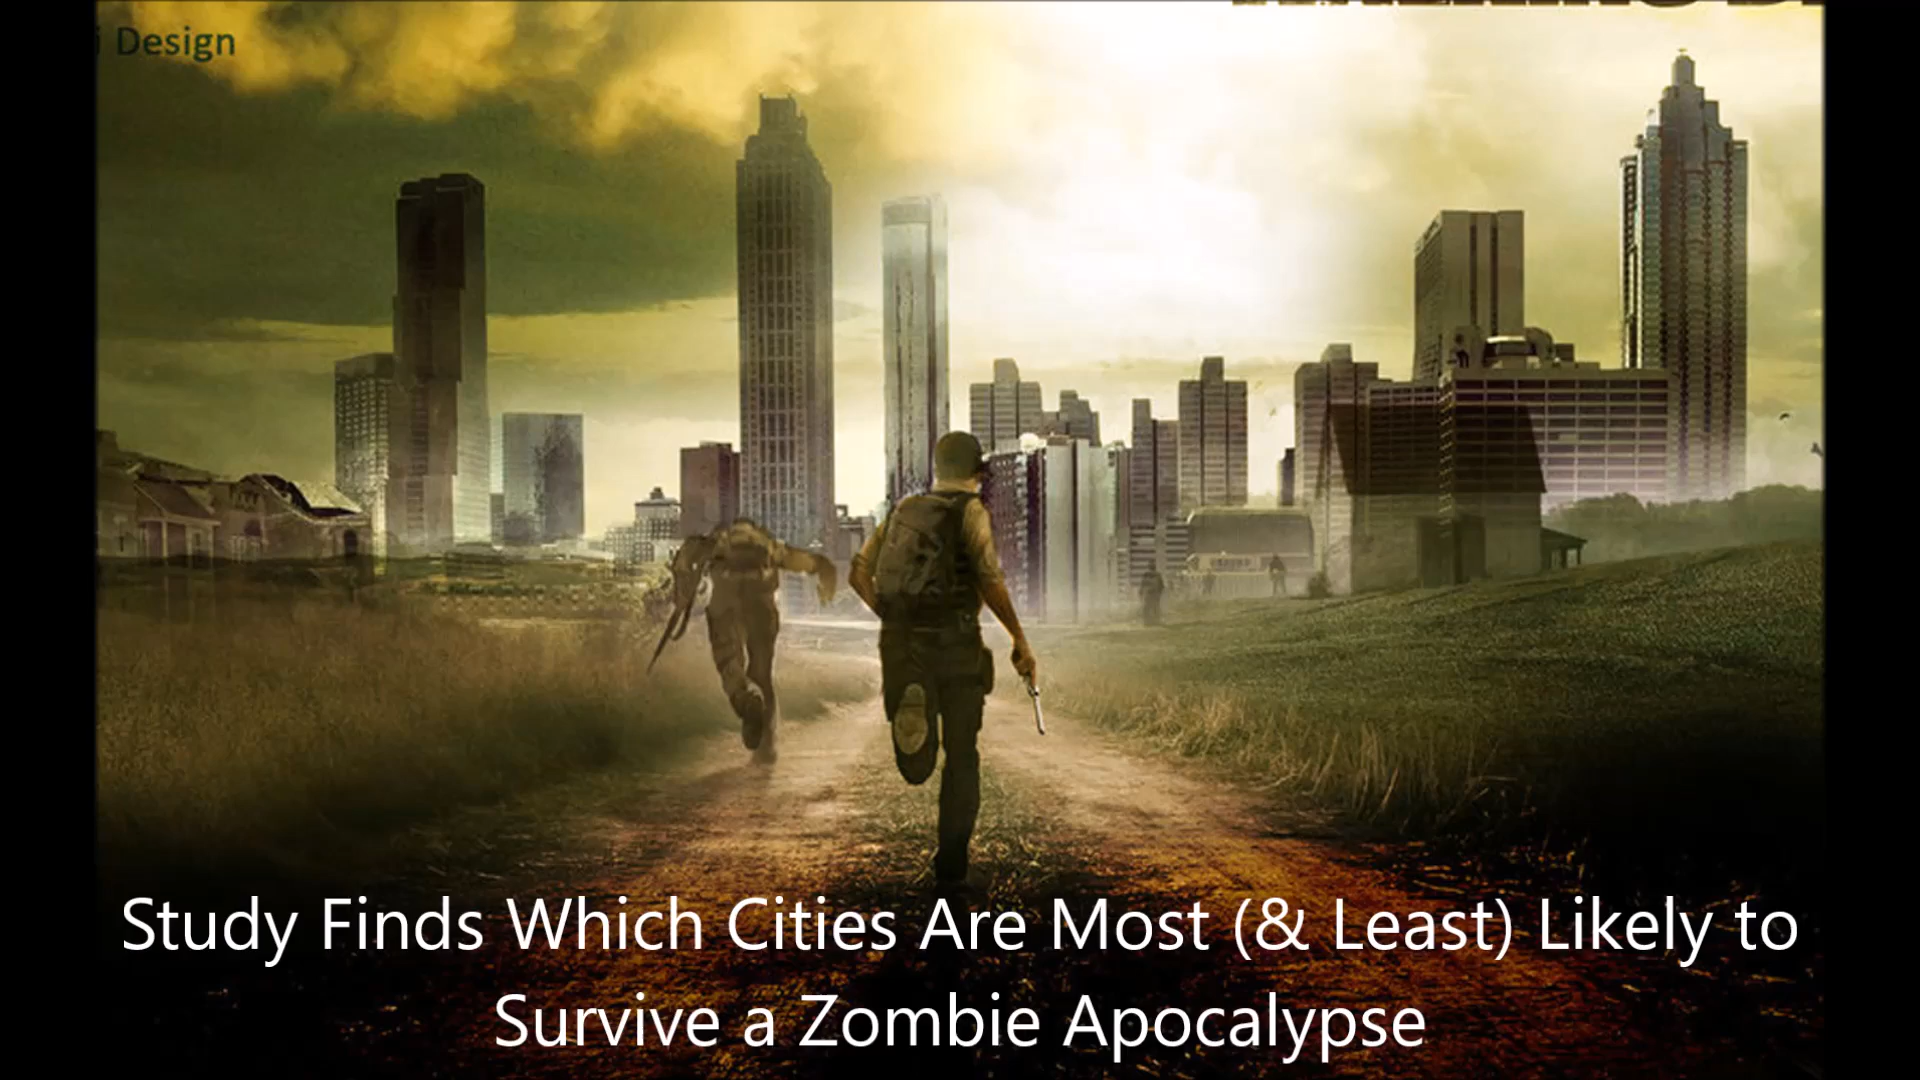 i Design
Study Finds Which Cities Are Most (& Least) Likely to
Survive a Zombie Apocalypse